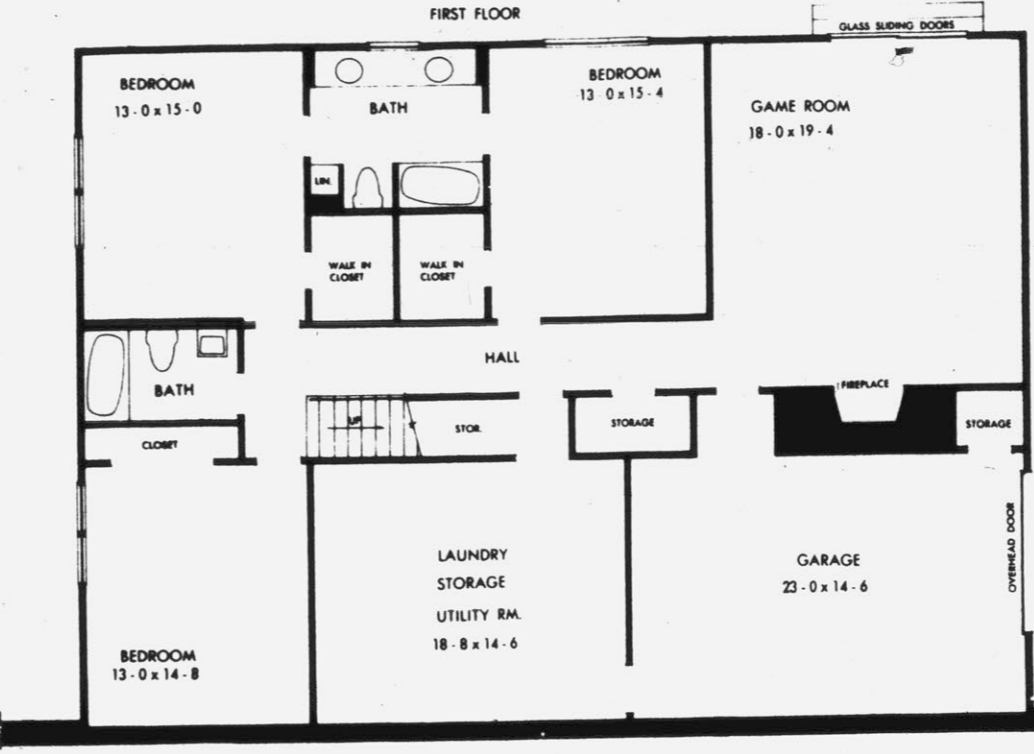 FIRST FLOOR
GLASS SLIDING DOORS
BEDROOM
13-0 x 15-0
BATH
BEDROOM
13 0 x 15-4
GAME ROOM
18-0 x 19-4
LIN.
WALK IN
CLOSET
WALK IN
CLOSET
HALL
BATH
FIREPLACE
UP
STOR.
STORAGE
STORAGE
CLOSET
LAUNDRY
STORAGE
UTILITY RM.
18-8 x 14-6
GARAGE
23-0 x 14-6
OVERHEAD DOOR
BEDROOM
13-0 x 14-8